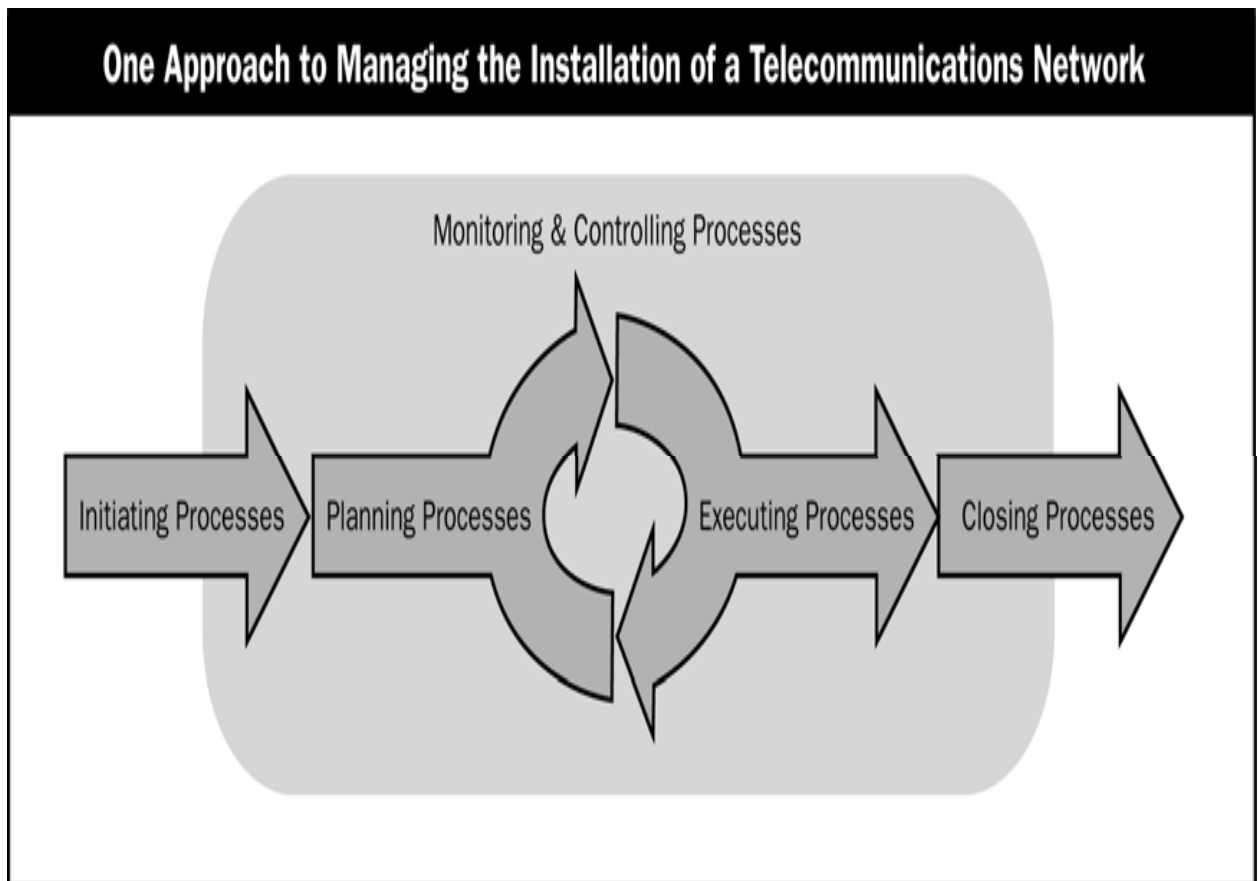 One Approach to Managing the Installation of a Telecommunications Network
Monitoring & Controlling Processes
Initiating Processes
Planning Processes
Executing Processes
Closing Processes